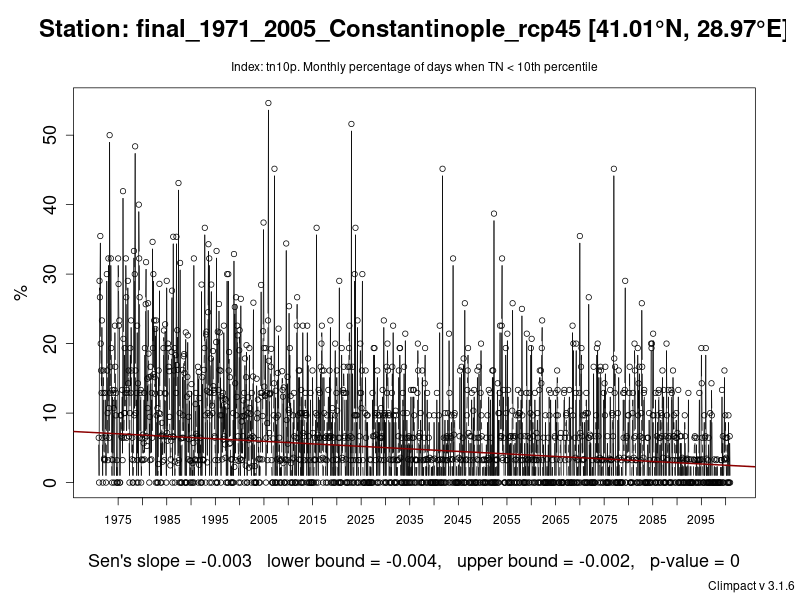 Station: final_1971_2005_Constantinople_rcp45 [41.01°N, 28.97°E]
Index: tn10p. Monthly percentage of days when TN < 10th percentile
50
40
30
20
10
0
%
1975 1985 1995 2005 2015 2025 2035 2045 2055 2065 2075 2085 2095
Sen's slope = -0.003 lower bound = -0.004, upper bound = -0.002, p-value = 0
Climpact v 3.1.6